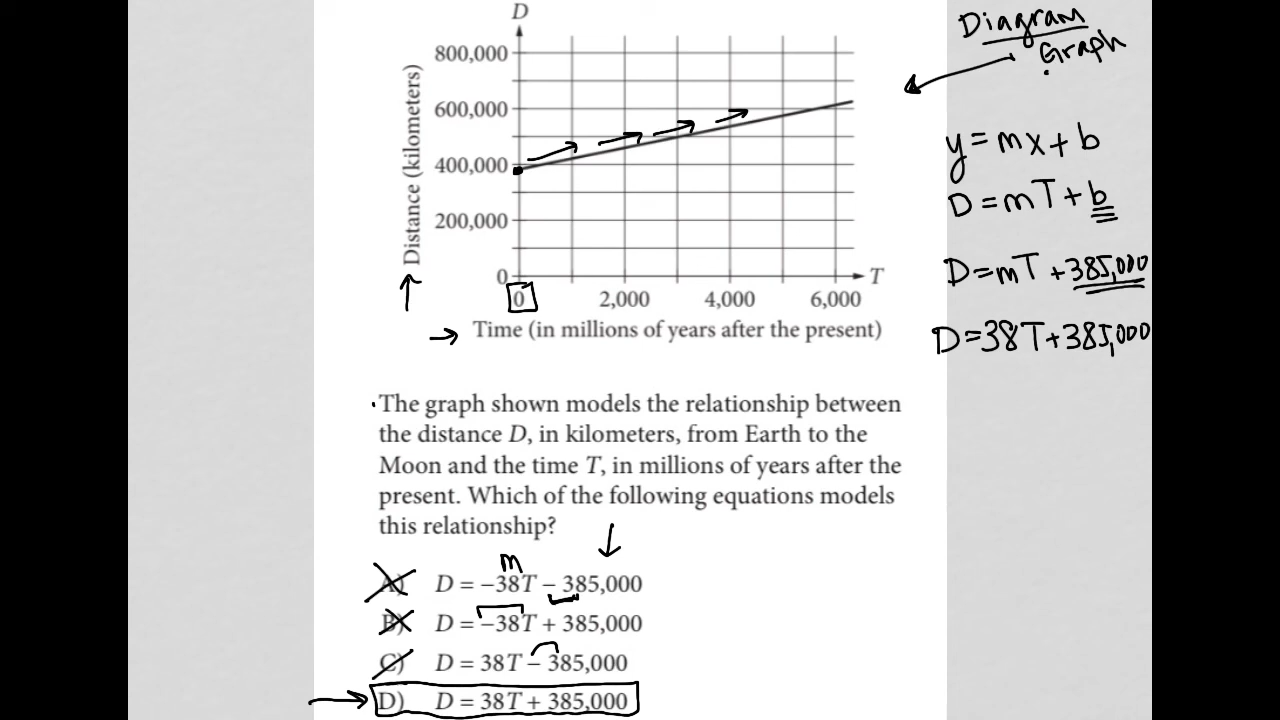 D
800,000
600,000
400,000
200,000
0
Distance (kilometers)
0 2,000 4,000 6,000 T
Time (in millions of years after the present)
Diagram
Graph
y = mx + b
D = mT + b
D = mT + 385,000
D = 38T + 385,000
The graph shown models the relationship between
the distance D, in kilometers, from Earth to the
Moon and the time T, in millions of years after the
present. Which of the following equations models
this relationship?
m
A) D = −38T − 385,000
B) D = −38T + 385,000
C) D = 38T − 385,000
D) D = 38T + 385,000